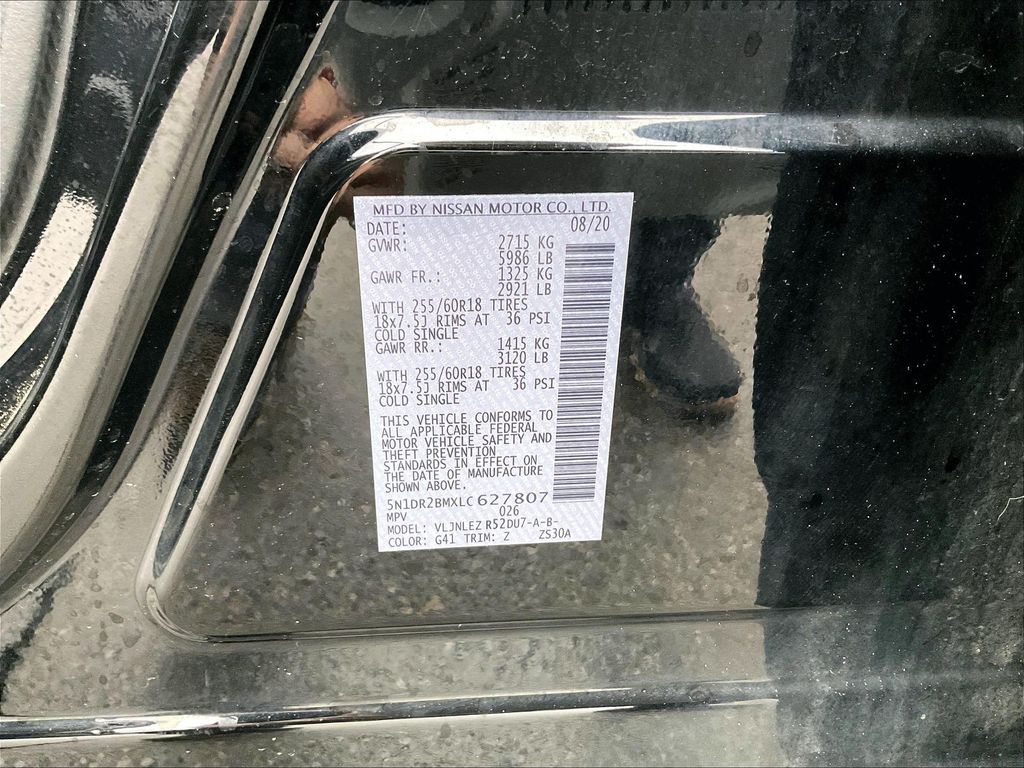 MFD BY NISSAN MOTOR CO., LTD.
DATE: 08/20
GVWR: 2715 KG
5986 LB
GAWR FR.: 1325 KG
2921 LB
WITH 255/60R18 TIRES
18x7.5J RIMS AT 36 PSI
COLD SINGLE
GAWR RR.: 1415 KG
3120 LB
WITH 255/60R18 TIRES
18x7.5J RIMS AT 36 PSI
COLD SINGLE
THIS VEHICLE CONFORMS TO
ALL APPLICABLE FEDERAL
MOTOR VEHICLE SAFETY AND
THEFT PREVENTION
STANDARDS IN EFFECT ON
THE DATE OF MANUFACTURE
SHOWN ABOVE.
5N1DR2BMXLC627807
MPV 026
MODEL: VLJNLEZ R52DU7-A-B-
COLOR: G41 TRIM: Z ZS30A